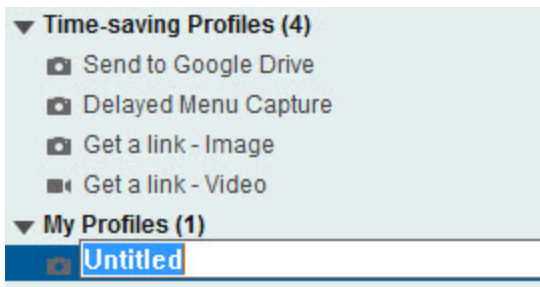 Time-saving Profiles (4)
Send to Google Drive
Delayed Menu Capture
Get a link - Image
Get a link - Video
My Profiles (1)
Untitled